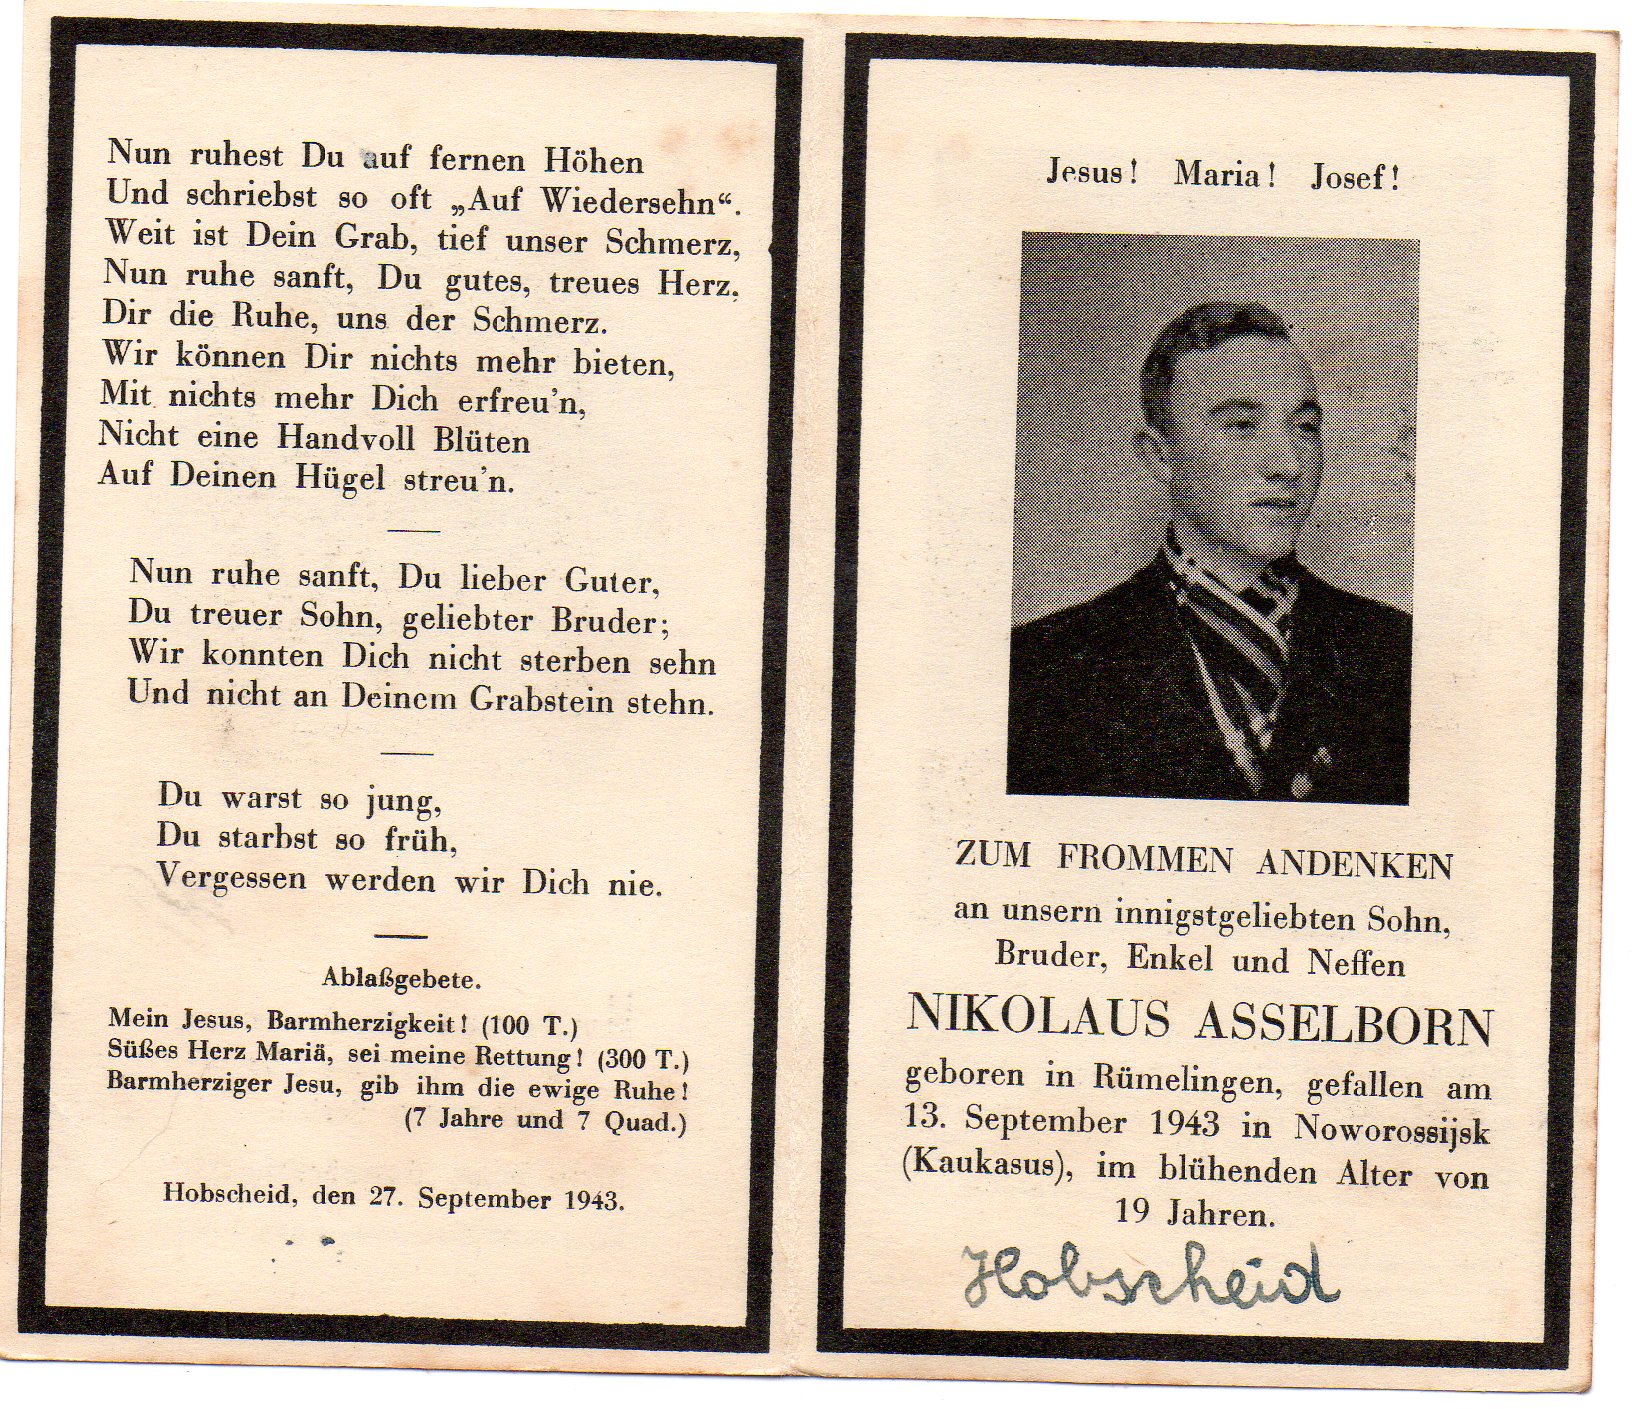 Nun ruhest Du auf fernen Höhen
Und schriebst so oft „Auf Wiedersehn“.
Weit ist Dein Grab, tief unser Schmerz,
Nun ruhe sanft, Du gutes, treues Herz.
Dir die Ruhe, uns der Schmerz.
Wir können Dir nichts mehr bieten,
Mit nichts mehr Dich erfreu'n,
Nicht eine Handvoll Blüten
Auf Deinen Hügel streu'n.
Nun ruhe sanft, Du lieber Guter,
Du treuer Sohn, geliebter Bruder;
Wir konnten Dich nicht sterben sehn
Und nicht an Deinem Grabstein stehn.
Du warst so jung,
Du starbst so früh,
Vergessen werden wir Dich nie.
Ablaßgebete.
Mein Jesus, Barmherzigkeit! (100 T.)
Süßes Herz Mariä, sei meine Rettung! (300 T.)
Barmherziger Jesu, gib ihm die ewige Ruhe!
(7 Jahre und 7 Quad.)
Hobscheid, den 27. September 1943.
Jesus! Maria! Josef!
ZUM FROMMEN ANDENKEN
an unsern innigstgeliebten Sohn,
Bruder, Enkel und Neffen
NIKOLAUS ASSELBORN
geboren in Rümelingen, gefallen am
13. September 1943 in Noworossijsk
(Kaukasus), im blühenden Alter von
19 Jahren.
Hobscheid